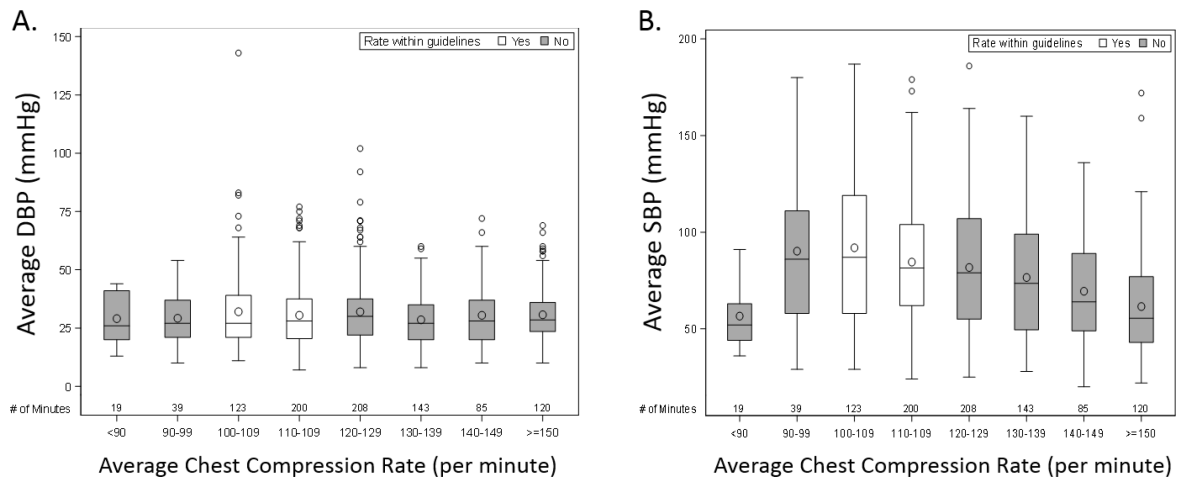 A.
Average DBP (mmHg)
150
125
100
75
50
25
0
Rate within guidelines Yes No
# of Minutes 19 39 123 200 208 143 85 120
<90 90-99 100-109 110-109 120-129 130-139 140-149 >=150
Average Chest Compression Rate (per minute)
B.
Average SBP (mmHg)
200
150
100
50
Rate within guidelines Yes No
# of Minutes 19 39 123 200 208 143 85 120
<90 90-99 100-109 110-109 120-129 130-139 140-149 >=150
Average Chest Compression Rate (per minute)